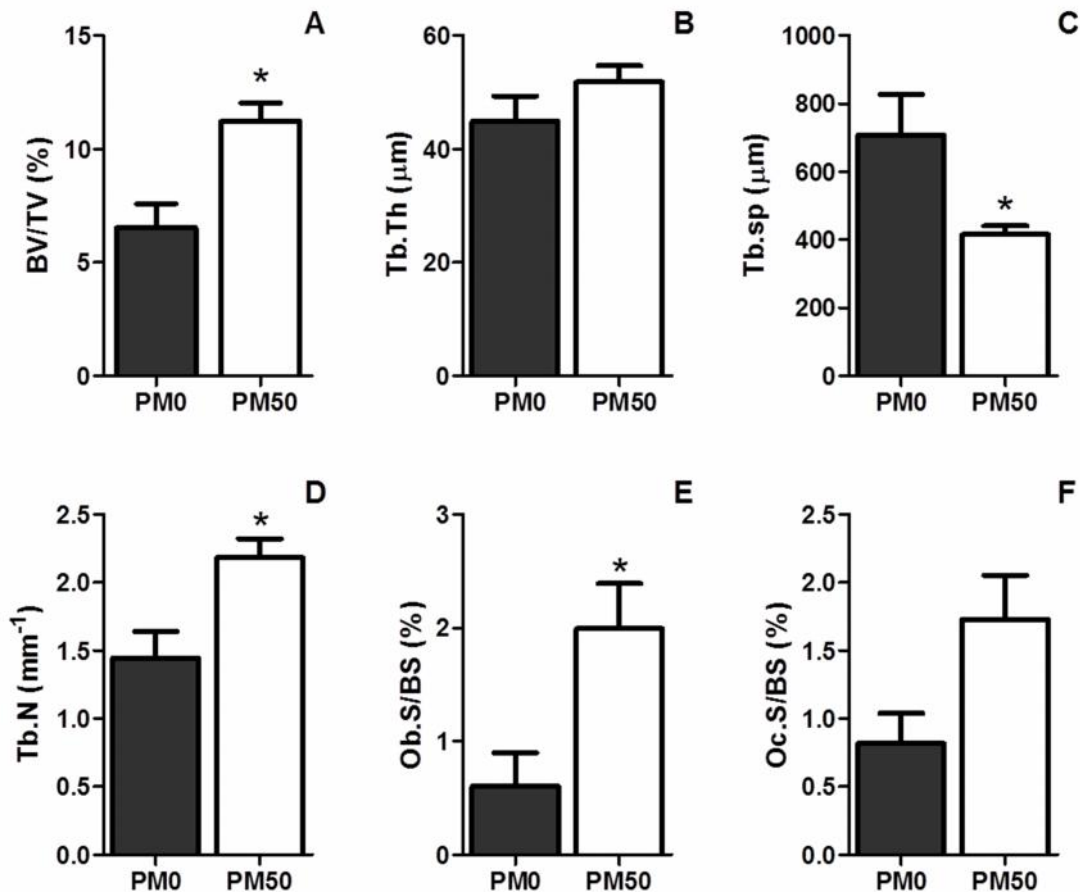 A
BV/TV (%)
15
10
5
0
*
PM0 PM50
B
Tb.Th (µm)
60
40
20
0
PM0 PM50
C
Tb.sp (µm)
1000
800
600
400
200
0
*
PM0 PM50
D
Tb.N (mm⁻¹)
2.5
2.0
1.5
1.0
0.5
0.0
*
PM0 PM50
E
Ob.S/BS (%)
3
2
1
0
*
PM0 PM50
F
Oc.S/BS (%)
2.5
2.0
1.5
1.0
0.5
0.0
PM0 PM50